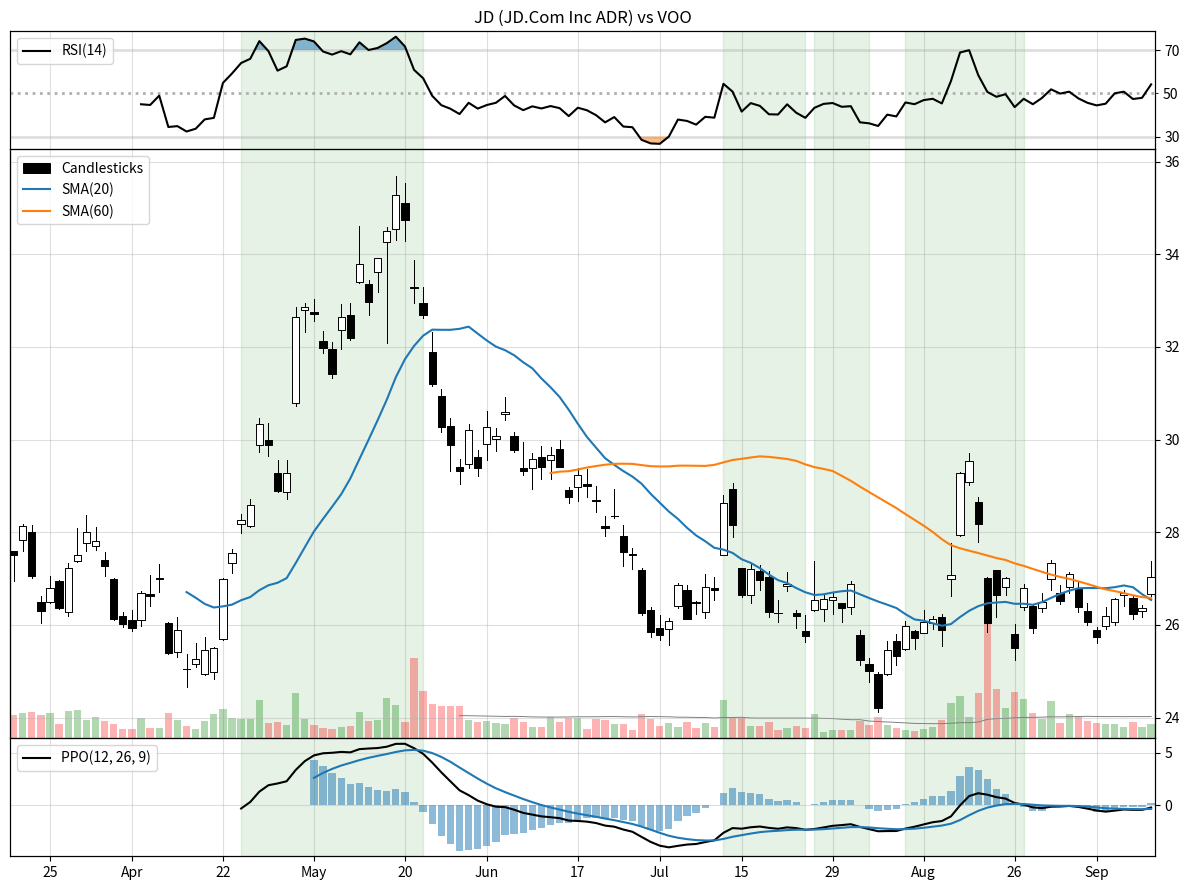 JD (JD.Com Inc ADR) vs VOO
RSI(14)
70
50
30
Candlesticks
SMA(20)
SMA(60)
36
34
32
30
28
26
24
PPO(12, 26, 9)
5
0
25 Apr 22 May 20 Jun 17 Jul 15 29 Aug 26 Sep